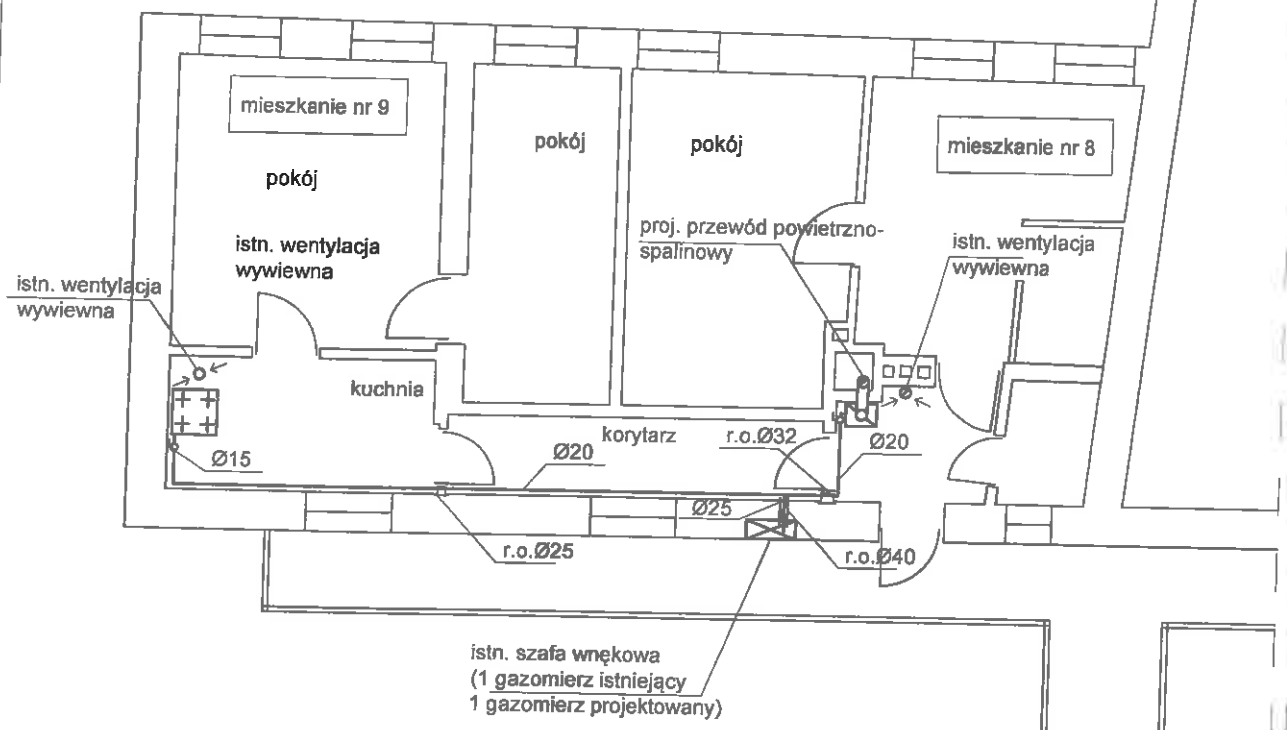 mieszkanie nr 9
pokój
pokój
pokój
mieszkanie nr 8
istn. wentylacja
wywiewna
proj. przewód powietrzno-
spalinowy
istn. wentylacja
wywiewna
istn. wentylacja
wywiewna
kuchnia
korytarz
r.o.Ø32
Ø20
Ø15
Ø20
Ø25
r.o.Ø25
r.o.Ø40
istn. szafa wnękowa
(1 gazomierz istniejący
1 gazomierz projektowany)